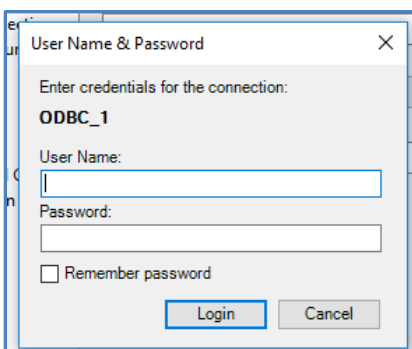 User Name & Password
Enter credentials for the connection:
ODBC_1
User Name:
Password:
Remember password
Login Cancel